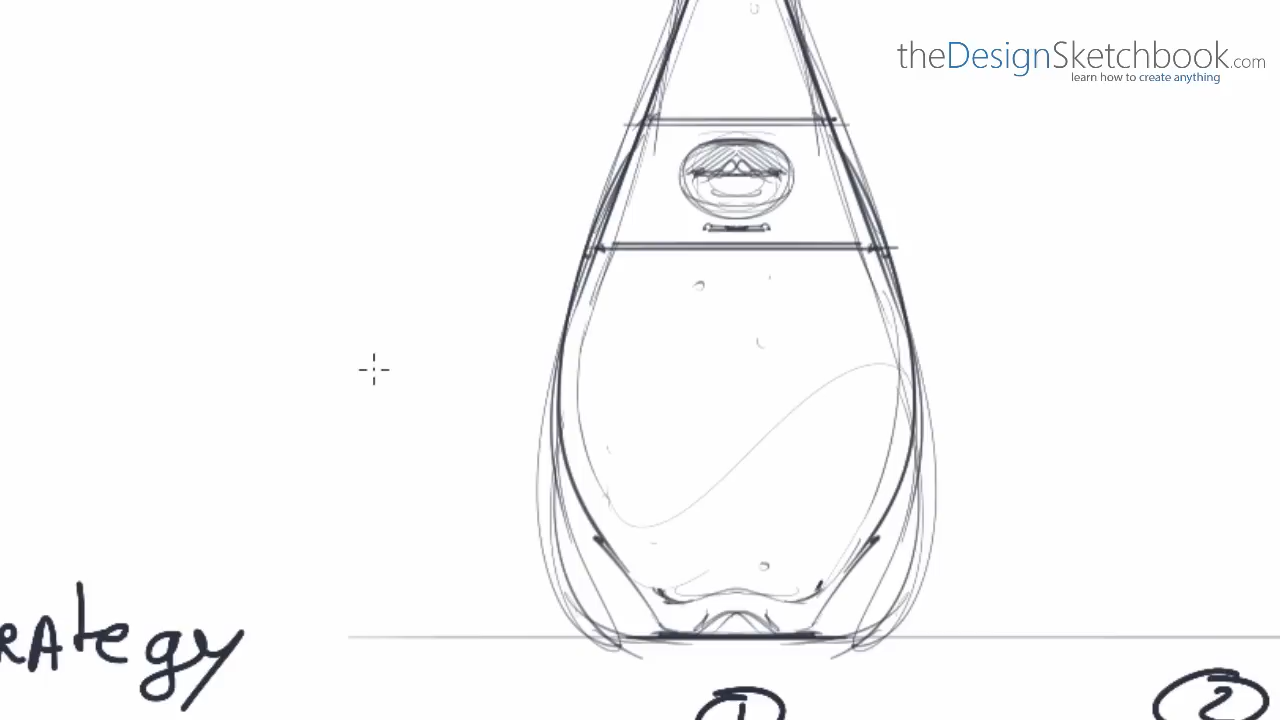 theDesignSketchbook.com
learn how to create anything
RAtegy
1
2